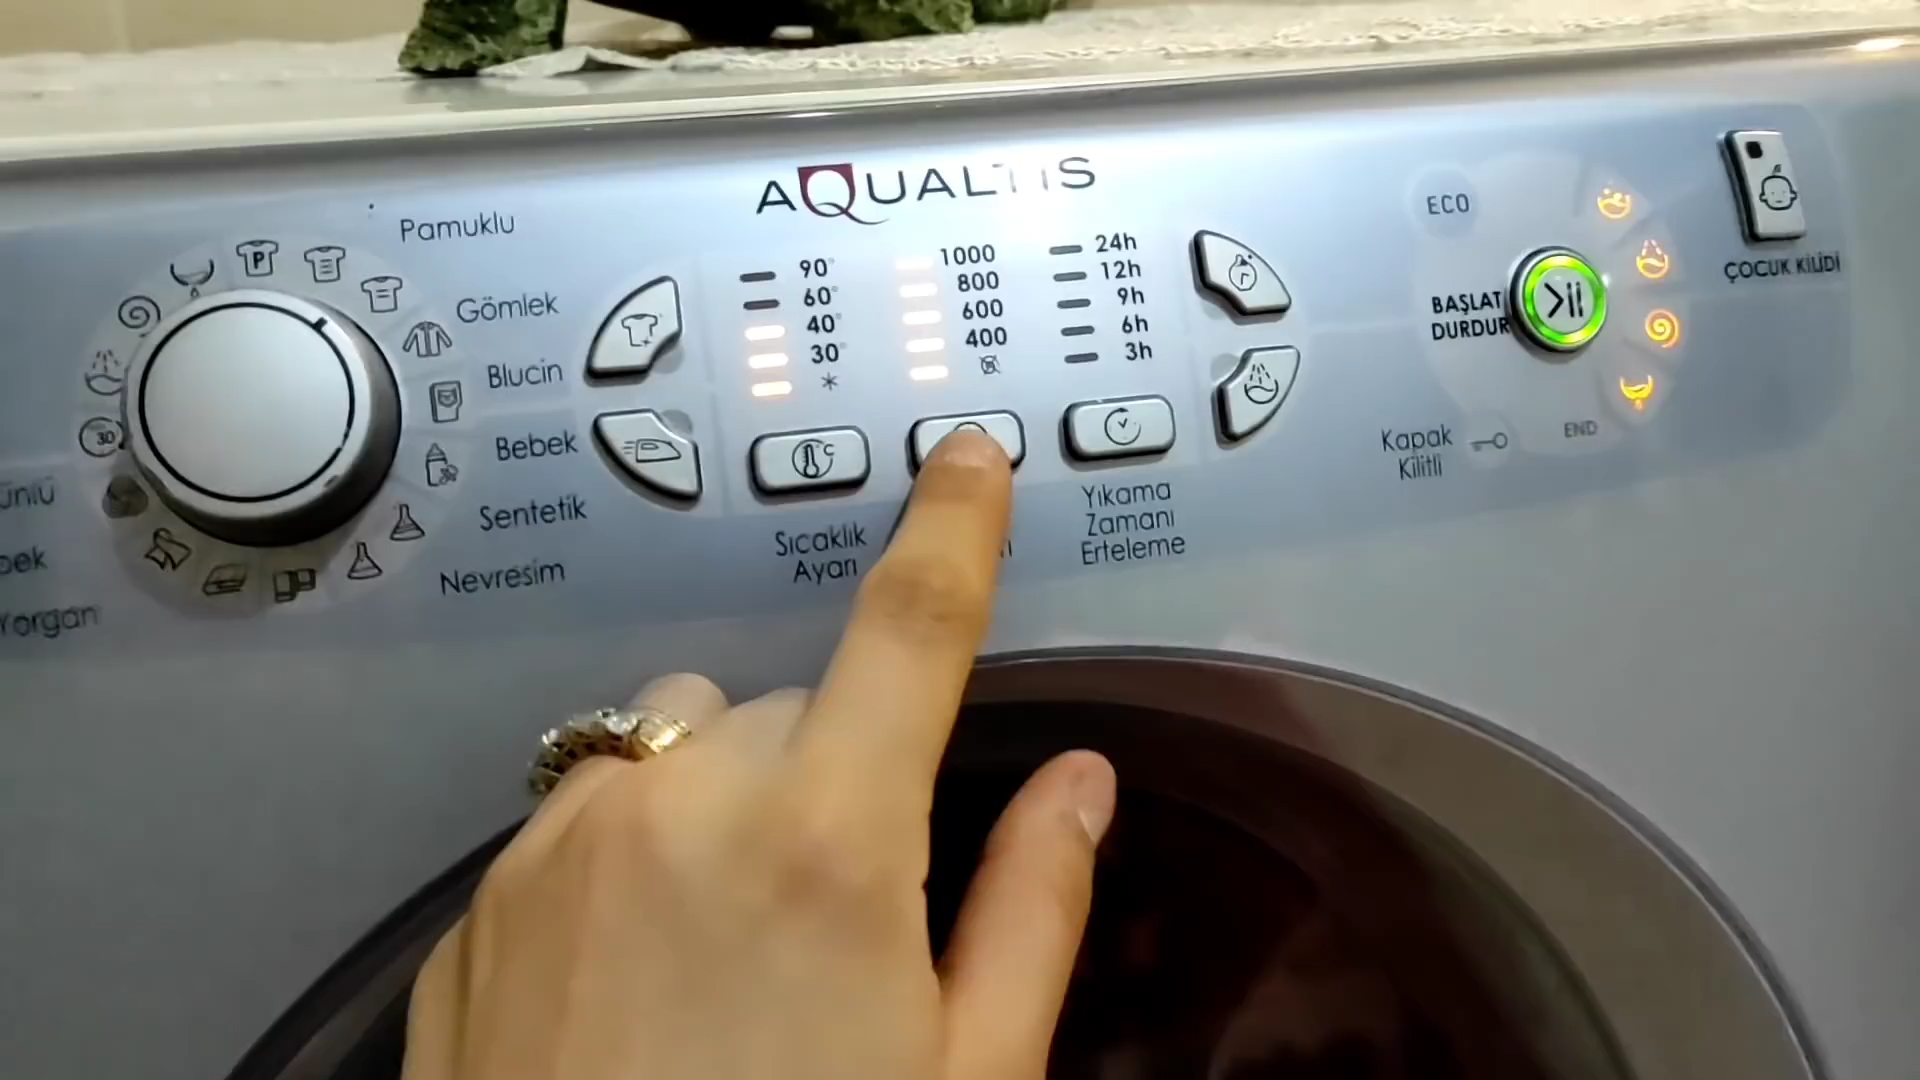 AQUALTIS
Pamuklu
Gömlek
Blucin
Bebek
Sentetik
Nevresim
Yorgan
30
P
90°
60°
40°
30°
1000
800
600
400
24h
12h
9h
6h
3h
°C
Sıcaklık
Ayarı
Yıkama
Zamanı
Erteleme
ECO
BAŞLAT
DURDUR
Kapak
Kilitli
END
ÇOCUK KİLİDİ